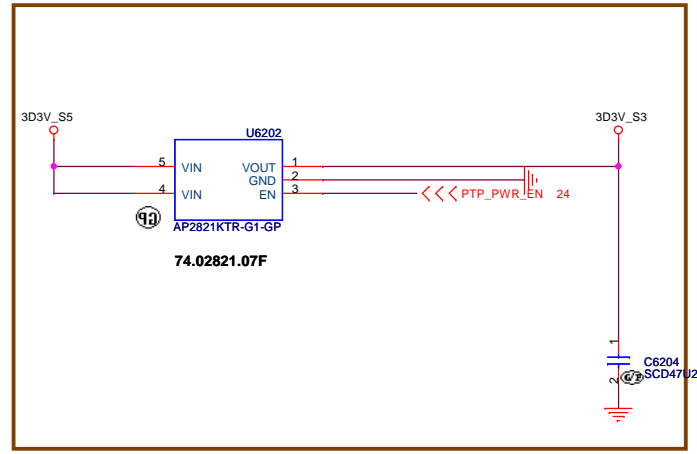 3D3V_S5
3D3V_S3
U6202
5 VIN VOUT 1
GND 2
4 VIN EN 3
PTP_PWR_EN 24
GP
AP2821KTR-G1-GP
74.02821.07F
1
C6204
2 G/P SCD47U2